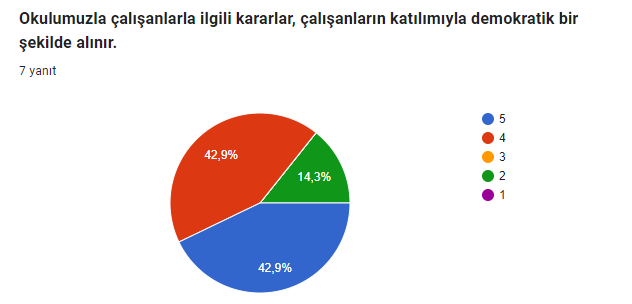 Okulumuzla çalışanlarla ilgili kararlar, çalışanların katılımıyla demokratik bir
şekilde alınır.
7 yanıt
42,9%
14,3%
42,9%
5
4
3
2
1